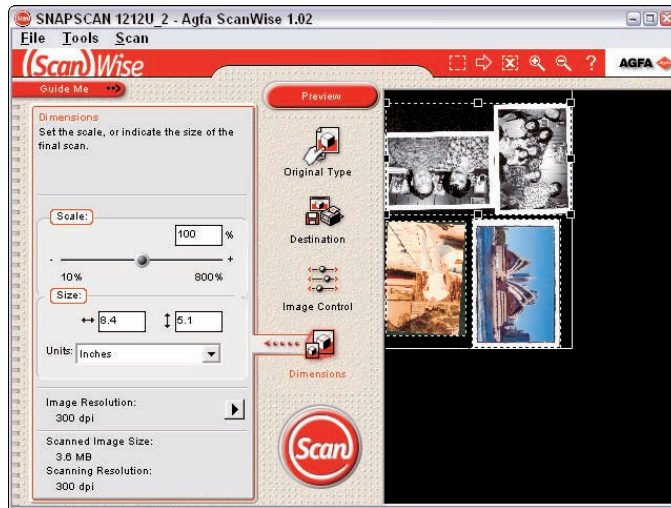 SNAPSCAN 1212U_2 - Agfa ScanWise 1.02
File Tools Scan
(Scan) Wise
? AGFA
Guide Me
Preview
Dimensions
Set the scale, or indicate the size of the
final scan.
Original Type
Scale:
100 %
- +
10% 800%
Destination
Size:
8.4 5.1
Image Control
Units: Inches
Dimensions
Image Resolution:
300 dpi
Scanned Image Size:
3.6 MB
Scanning Resolution:
300 dpi
Scan